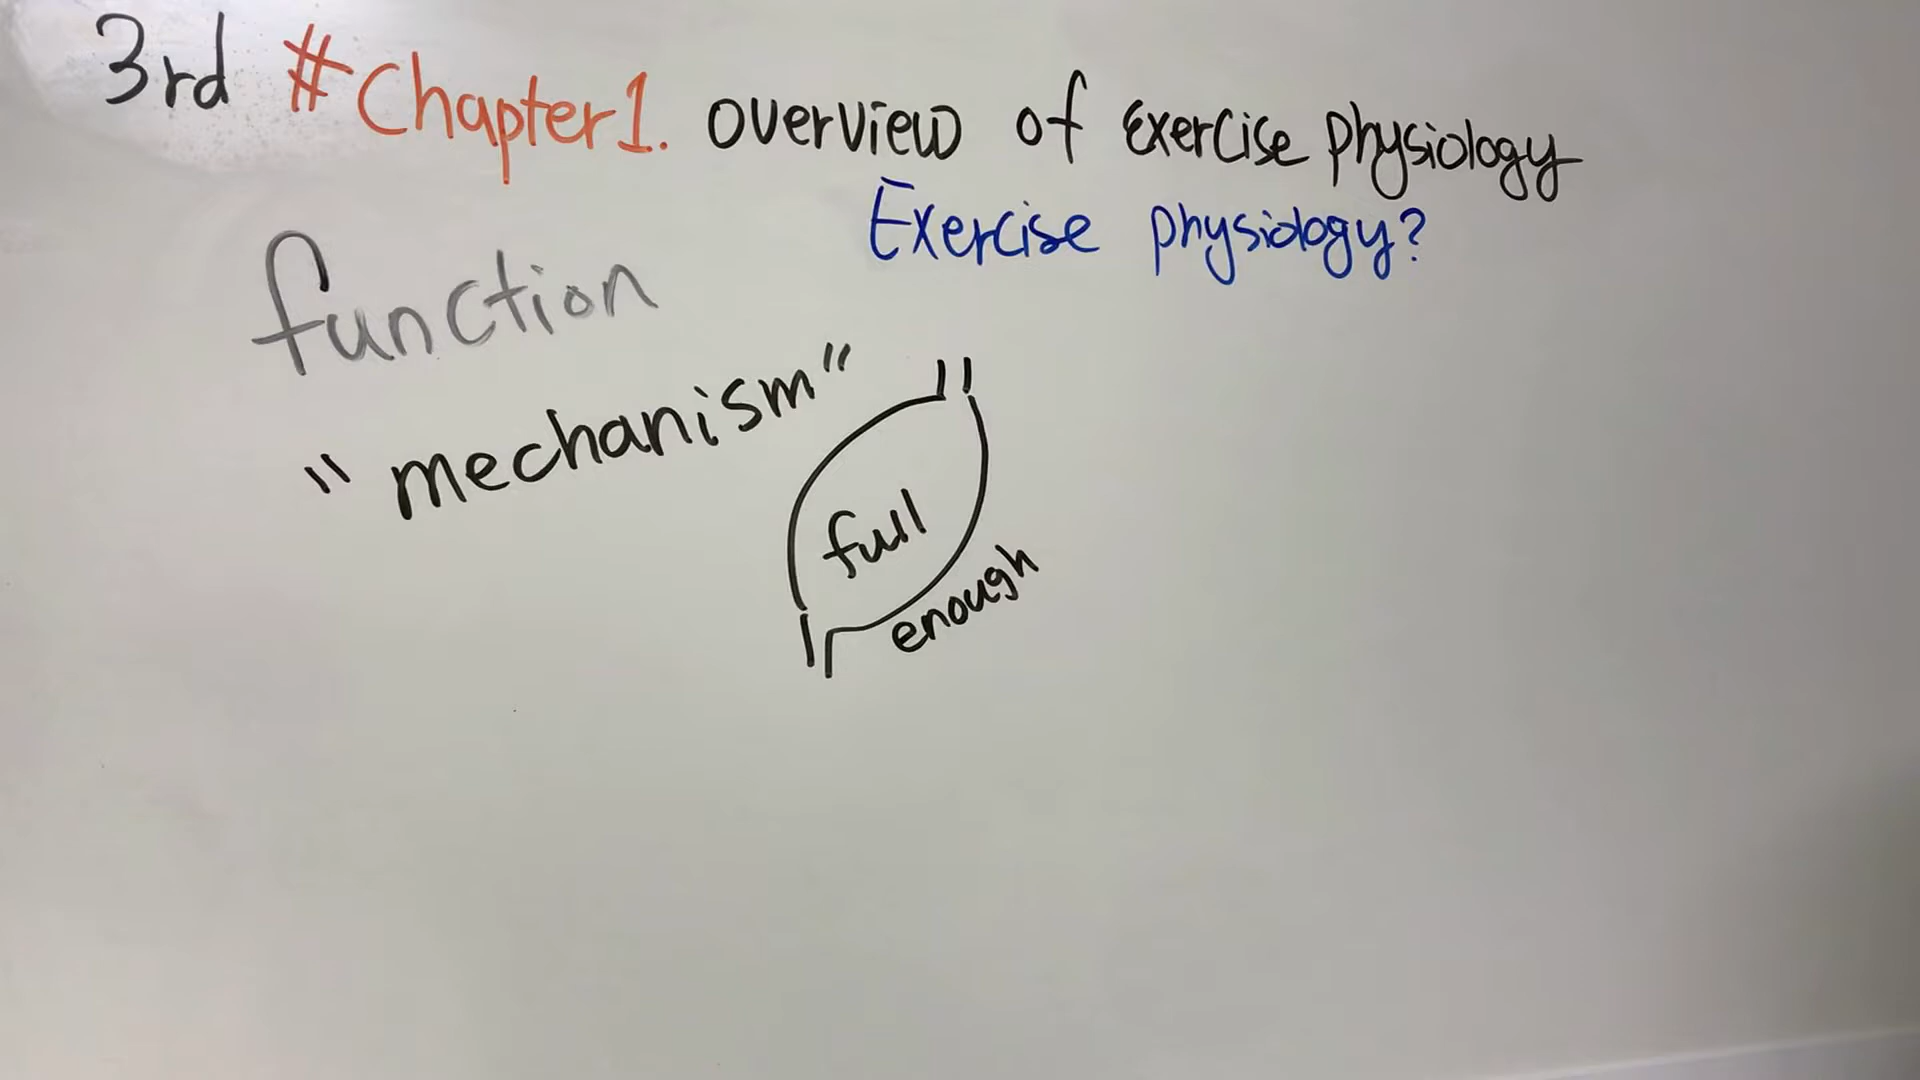 3rd #Chapter1. overview of exercise physiology
Exercise physiology?
function
"mechanism"
full
enough